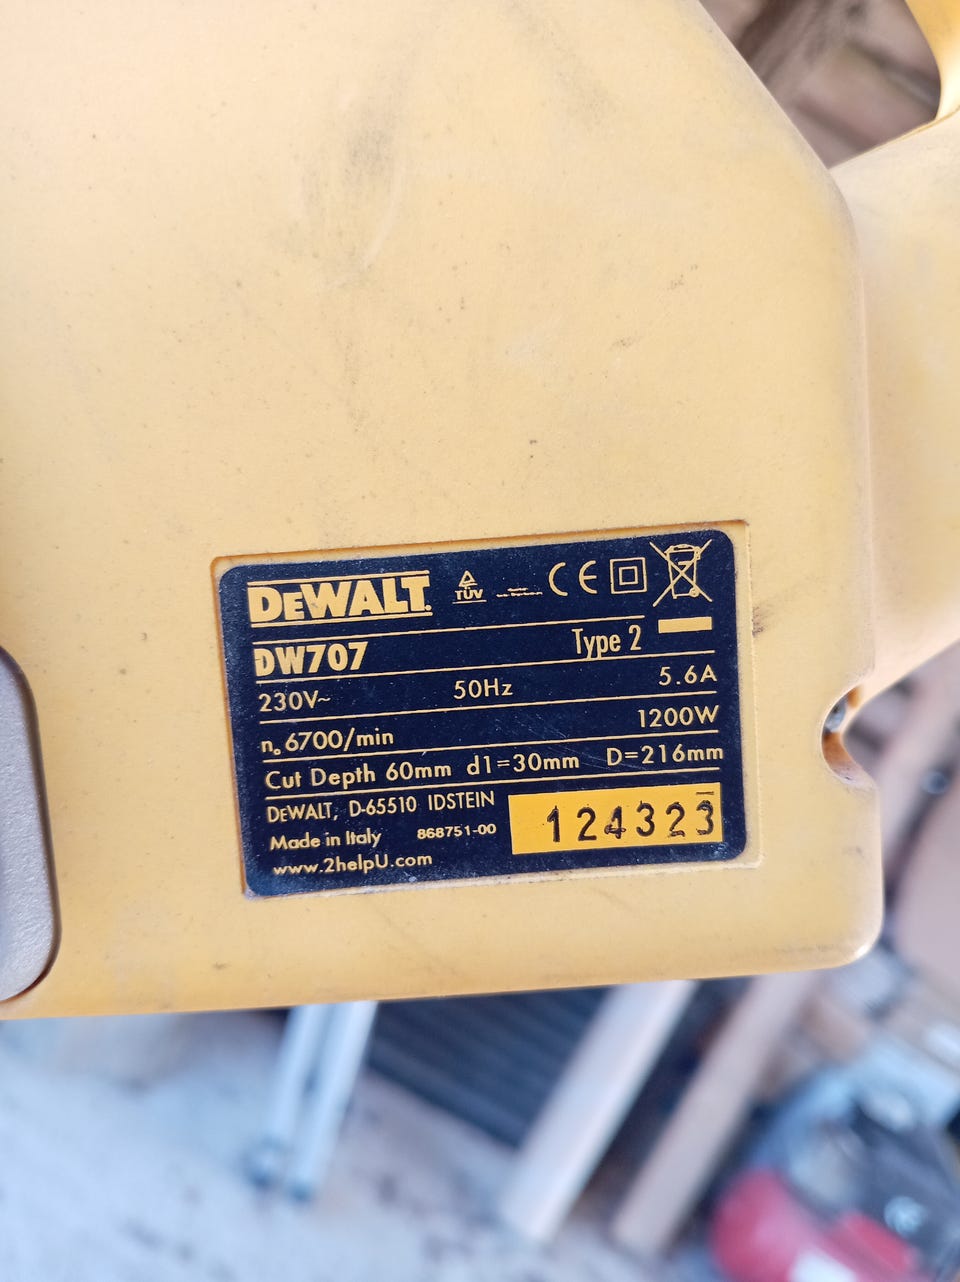 DEWALT
TÜV CE
DW707 Type 2
230V~ 50Hz 5.6A
n₀6700/min 1200W
Cut Depth 60mm d1=30mm D=216mm
DEWALT, D-65510 IDSTEIN
Made in Italy 868751-00
www.2helpU.com
124323